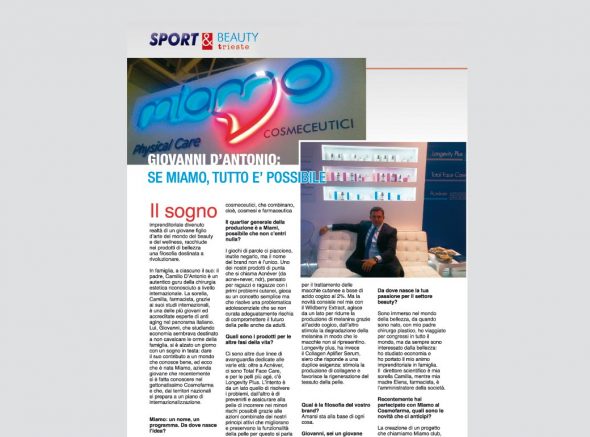 SPORT & BEAUTY
trieste
miamo
Physical Care
COSMECEUTICI
GIOVANNI D'ANTONIO:
SE MIAMO, TUTTO E' POSSIBILE
Longevity Plus
Total Face Care
Acnever
Il sogno
imprenditoriale divenuto
realtà di un giovane figlio
d'arte del mondo del beauty
e del wellness, racchiude
nei prodotti di bellezza
una filosofia destinata a
rivoluzionare.
In famiglia, a ciascuno il suo: il
padre, Camillo D'Antonio è un
autentico guru della chirurgia
estetica riconosciuto a livello
internazionale. La sorella,
Camilla, farmacista, grazie
ai suoi studi internazionali,
è una delle più giovani ed
accreditate esperte di anti
aging nel panorama italiano.
Lui, Giovanni, che studiando
economia sembrava destinato
a non cavalcare le orme della
famiglia, si è alzato un giorno
con un sogno in testa: dare
il suo contributo a un mondo
che conosce bene, ed ecco
che è nata Miamo, azienda
giovane che recentemente
si è fatta conoscere nel
gettonatissimo Cosmofarma
e che, dai territori nazionali
si prepara a un piano di
internazionalizzazione.
Miamo: un nome, un
programma. Da dove nasce
l'idea?
cosmeceutici, che combinano,
cioè, cosmesi e farmaceutica
Il quartier generale della
produzione è a Miami,
possibile che non c'entri
nulla?
I giochi di parole ci piacciono,
inutile negarlo, ma il nome
del brand non è l'unico. Uno
dei nostri prodotti di punta
che si chiama Acnéver (da
acne+never, ndr), pensato
per ragazzi e ragazze con i
primi problemi cutanei, gioca
su un concetto semplice ma
che risolve una problematica
adolescenziale che se non
curata adeguatamente rischia
di compromettere il futuro
della pelle anche da adulti.
Quali sono i prodotti per le
altre fasi della vita?
Ci sono altre due linee di
avanguardia dedicate alle
varie età: oltre a Acnéver,
ci sono Total Face Care,
e per le pelli più agé, c'è
Longevity Plus. L'intento è
da un lato quello di risolvere
i problemi, dall'altro è di
prevenirli e assicurare alla
pelle di incorrere nei minori
rischi possibili grazie alle
azioni combinate dei nostri
principi attivi che migliorano
e preservano la funzionalità
della pelle per questo si parla
per il trattamento delle
macchie cutanee a base di
acido cogico al 2%. Ma la
novità consiste nel mix con
il Wildberry Extract, agisce
da un lato per ridurre la
produzione di melanina grazie
all'acido cogico, dall'altro
stimola la degradazione della
melanina in modo che le
macchie non si ripresentino.
Longevity plus, ha invece
il Collagen Aplifier Serum,
siero che risponde a una
duplice esigenza: stimola la
produzione di collagene e
favorisce la rigenerazione del
tessuto della pelle.
Qual è la filosofia del vostro
brand?
Amarsi sta alla base di ogni
cosa.
Giovanni, sei un giovane
Da dove nasce la tua
passione per il settore
beauty?
Sono immerso nel mondo
della bellezza, da quando
sono nato, con mio padre
chirurgo plastico, ho viaggiato
per congressi in tutto il
mondo, ma da sempre sono
interessato dalla bellezza:
ho studiato economia e
ho portato il mio animo
imprenditoriale in famiglia.
Il direttore scientifico è mia
sorella Camilla, mentre mia
madre Elena, farmacista, è
l'amministratore della società.
Recentemente hai
partecipato con Miamo al
Cosmofarma, quali sono le
novità che ci anticipi?
La creazione di un progetto
che chiamiamo Miamo club,